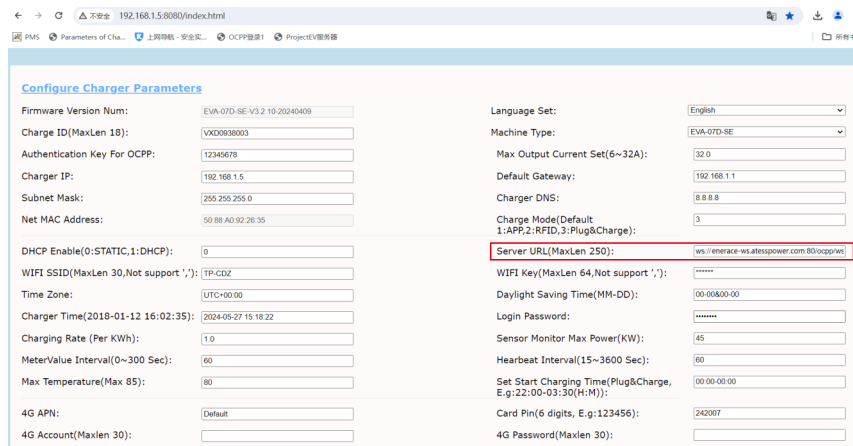 不安全 192.168.1.5:8080/index.html
PMS Parameters of Cha... 上网导航 - 安全实... OCPP登录1 ProjectEV服务器 所有书
Configure Charger Parameters
Firmware Version Num: EVA-07D-SE-V3.2.10-20240409 Language Set: English
Charge ID(MaxLen 18): VXD0938003 Machine Type: EVA-07D-SE
Authentication Key For OCPP: 12345678 Max Output Current Set(6~32A): 32.0
Charger IP: 192.168.1.5 Default Gateway: 192.168.1.1
Subnet Mask: 255.255.255.0 Charger DNS: 8.8.8.8
Net MAC Address: 50:88:A0:92:26:35 Charge Mode(Default
1:APP,2:RFID,3:Plug&Charge): 3
DHCP Enable(0:STATIC,1:DHCP): 0 Server URL(MaxLen 250): ws://enerace-ws.atesspower.com:80/ocpp/ws
WIFI SSID(MaxLen 30,Not support ','): TP-CDZ WIFI Key(MaxLen 64,Not support ','): ******
Time Zone: UTC+00:00 Daylight Saving Time(MM-DD): 00-00&00-00
Charger Time(2018-01-12 16:02:35): 2024-05-27 15:18:22 Login Password: ••••••••
Charging Rate (Per KWh): 1.0 Sensor Monitor Max Power(KW): 45
MeterValue Interval(0~300 Sec): 60 Hearbeat Interval(15~3600 Sec): 60
Max Temperature(Max 85): 80 Set Start Charging Time(Plug&Charge,
E.g:22:00-03:30(H:M)): 00:00-00:00
4G APN: Default Card Pin(6 digits, E.g:123456): 242007
4G Account(Maxlen 30): 4G Password(Maxlen 30):